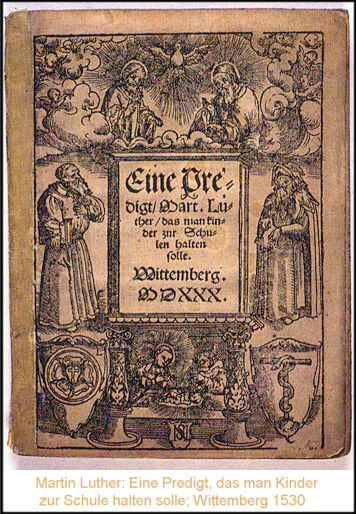 Eine Pre-
digt/ Mart. Lu-
ther/ das man kin-
der zur Schu-
len halten
solle.
Wittemberg.
MDXXX.
Martin Luther: Eine Predigt, das man Kinder
zur Schule halten solle; Wittemberg 1530